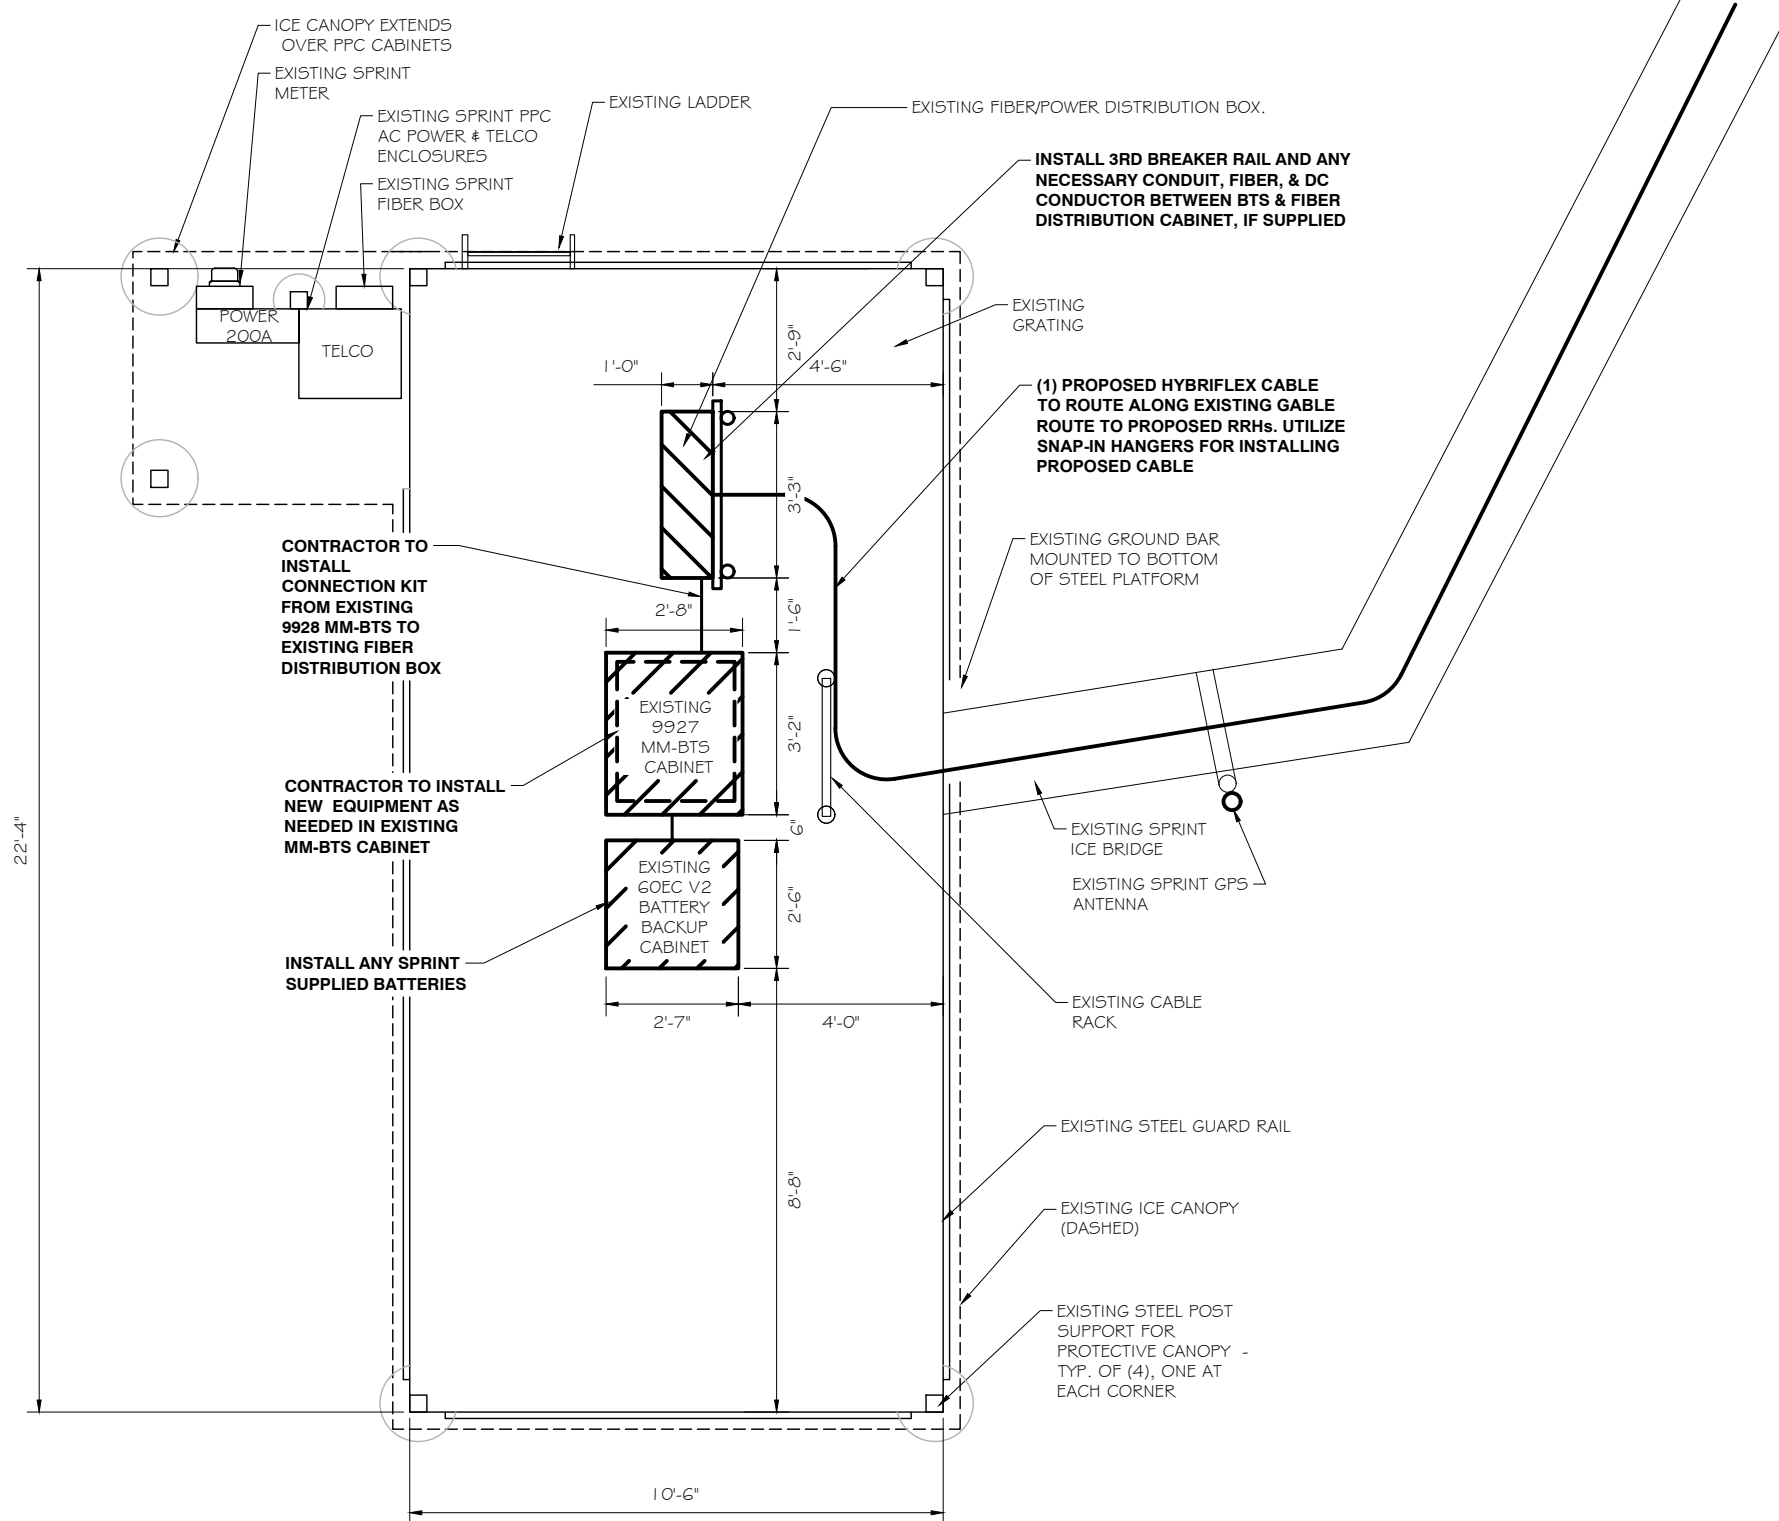 ICE CANOPY EXTENDS
OVER PPC CABINETS
EXISTING SPRINT
METER
EXISTING SPRINT PPC
AC POWER & TELCO
ENCLOSURES
EXISTING SPRINT
FIBER BOX
EXISTING LADDER
EXISTING FIBER/POWER DISTRIBUTION BOX.
INSTALL 3RD BREAKER RAIL AND ANY
NECESSARY CONDUIT, FIBER, & DC
CONDUCTOR BETWEEN BTS & FIBER
DISTRIBUTION CABINET, IF SUPPLIED
POWER
200A
TELCO
EXISTING
GRATING
2'-9"
1'-0"
4'-6"
(1) PROPOSED HYBRIFLEX CABLE
TO ROUTE ALONG EXISTING GABLE
ROUTE TO PROPOSED RRHs. UTILIZE
SNAP-IN HANGERS FOR INSTALLING
PROPOSED CABLE
3'-3"
CONTRACTOR TO
INSTALL
CONNECTION KIT
FROM EXISTING
9928 MM-BTS TO
EXISTING FIBER
DISTRIBUTION BOX
EXISTING GROUND BAR
MOUNTED TO BOTTOM
OF STEEL PLATFORM
2'-8"
1'-6"
EXISTING
9927
MM-BTS
CABINET
3'-2"
CONTRACTOR TO INSTALL
NEW EQUIPMENT AS
NEEDED IN EXISTING
MM-BTS CABINET
6"
22'-4"
EXISTING SPRINT
ICE BRIDGE
EXISTING SPRINT GPS
ANTENNA
EXISTING
60EC V2
BATTERY
BACKUP
CABINET
2'-6"
INSTALL ANY SPRINT
SUPPLIED BATTERIES
2'-7"
4'-0"
EXISTING CABLE
RACK
EXISTING STEEL GUARD RAIL
8'-8"
EXISTING ICE CANOPY
(DASHED)
EXISTING STEEL POST
SUPPORT FOR
PROTECTIVE CANOPY -
TYP. OF (4), ONE AT
EACH CORNER
10'-6"